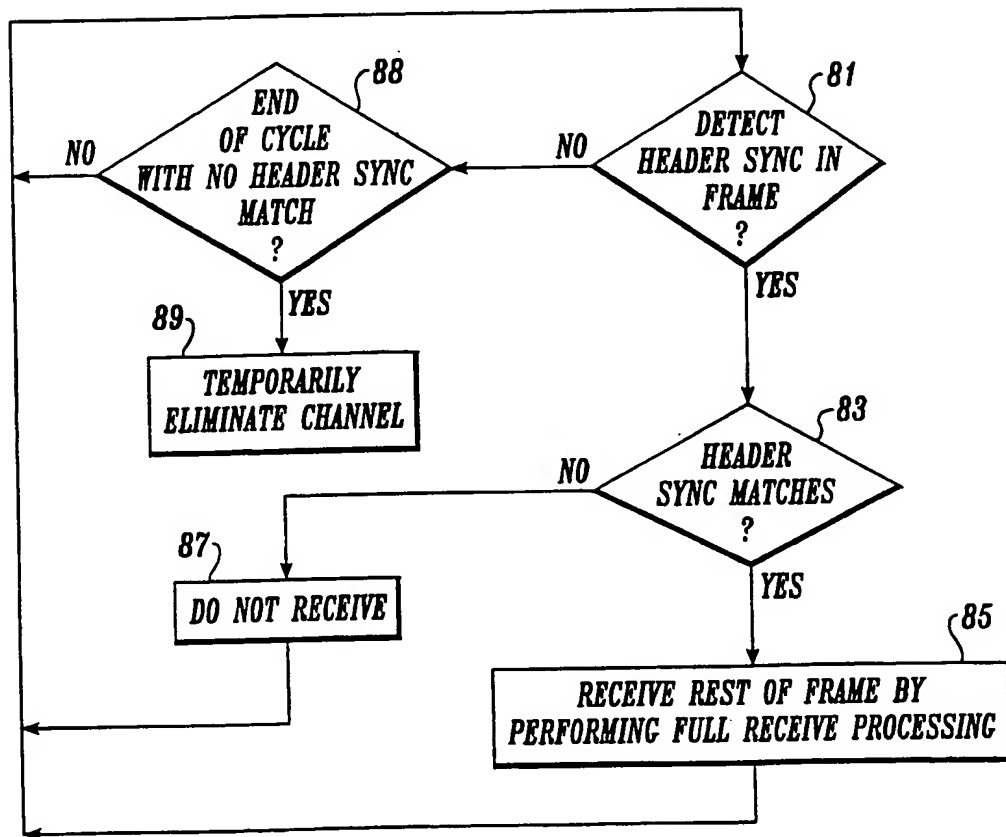 88
END
OF CYCLE
WITH NO HEADER SYNC
MATCH
?
NO
YES
81
DETECT
HEADER SYNC IN
FRAME
?
NO
YES
89
TEMPORARILY
ELIMINATE CHANNEL
83
HEADER
SYNC MATCHES
?
NO
YES
87
DO NOT RECEIVE
85
RECEIVE REST OF FRAME BY
PERFORMING FULL RECEIVE PROCESSING